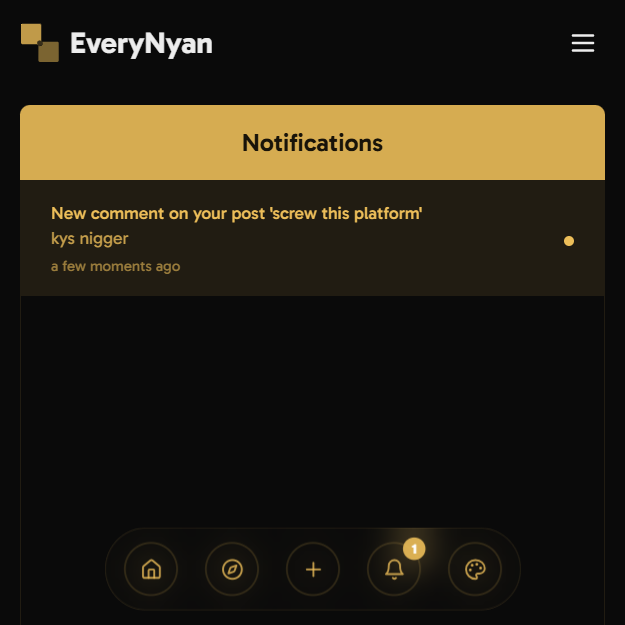 EveryNyan
Notifications
New comment on your post 'screw this platform'
kys nigger
a few moments ago
1